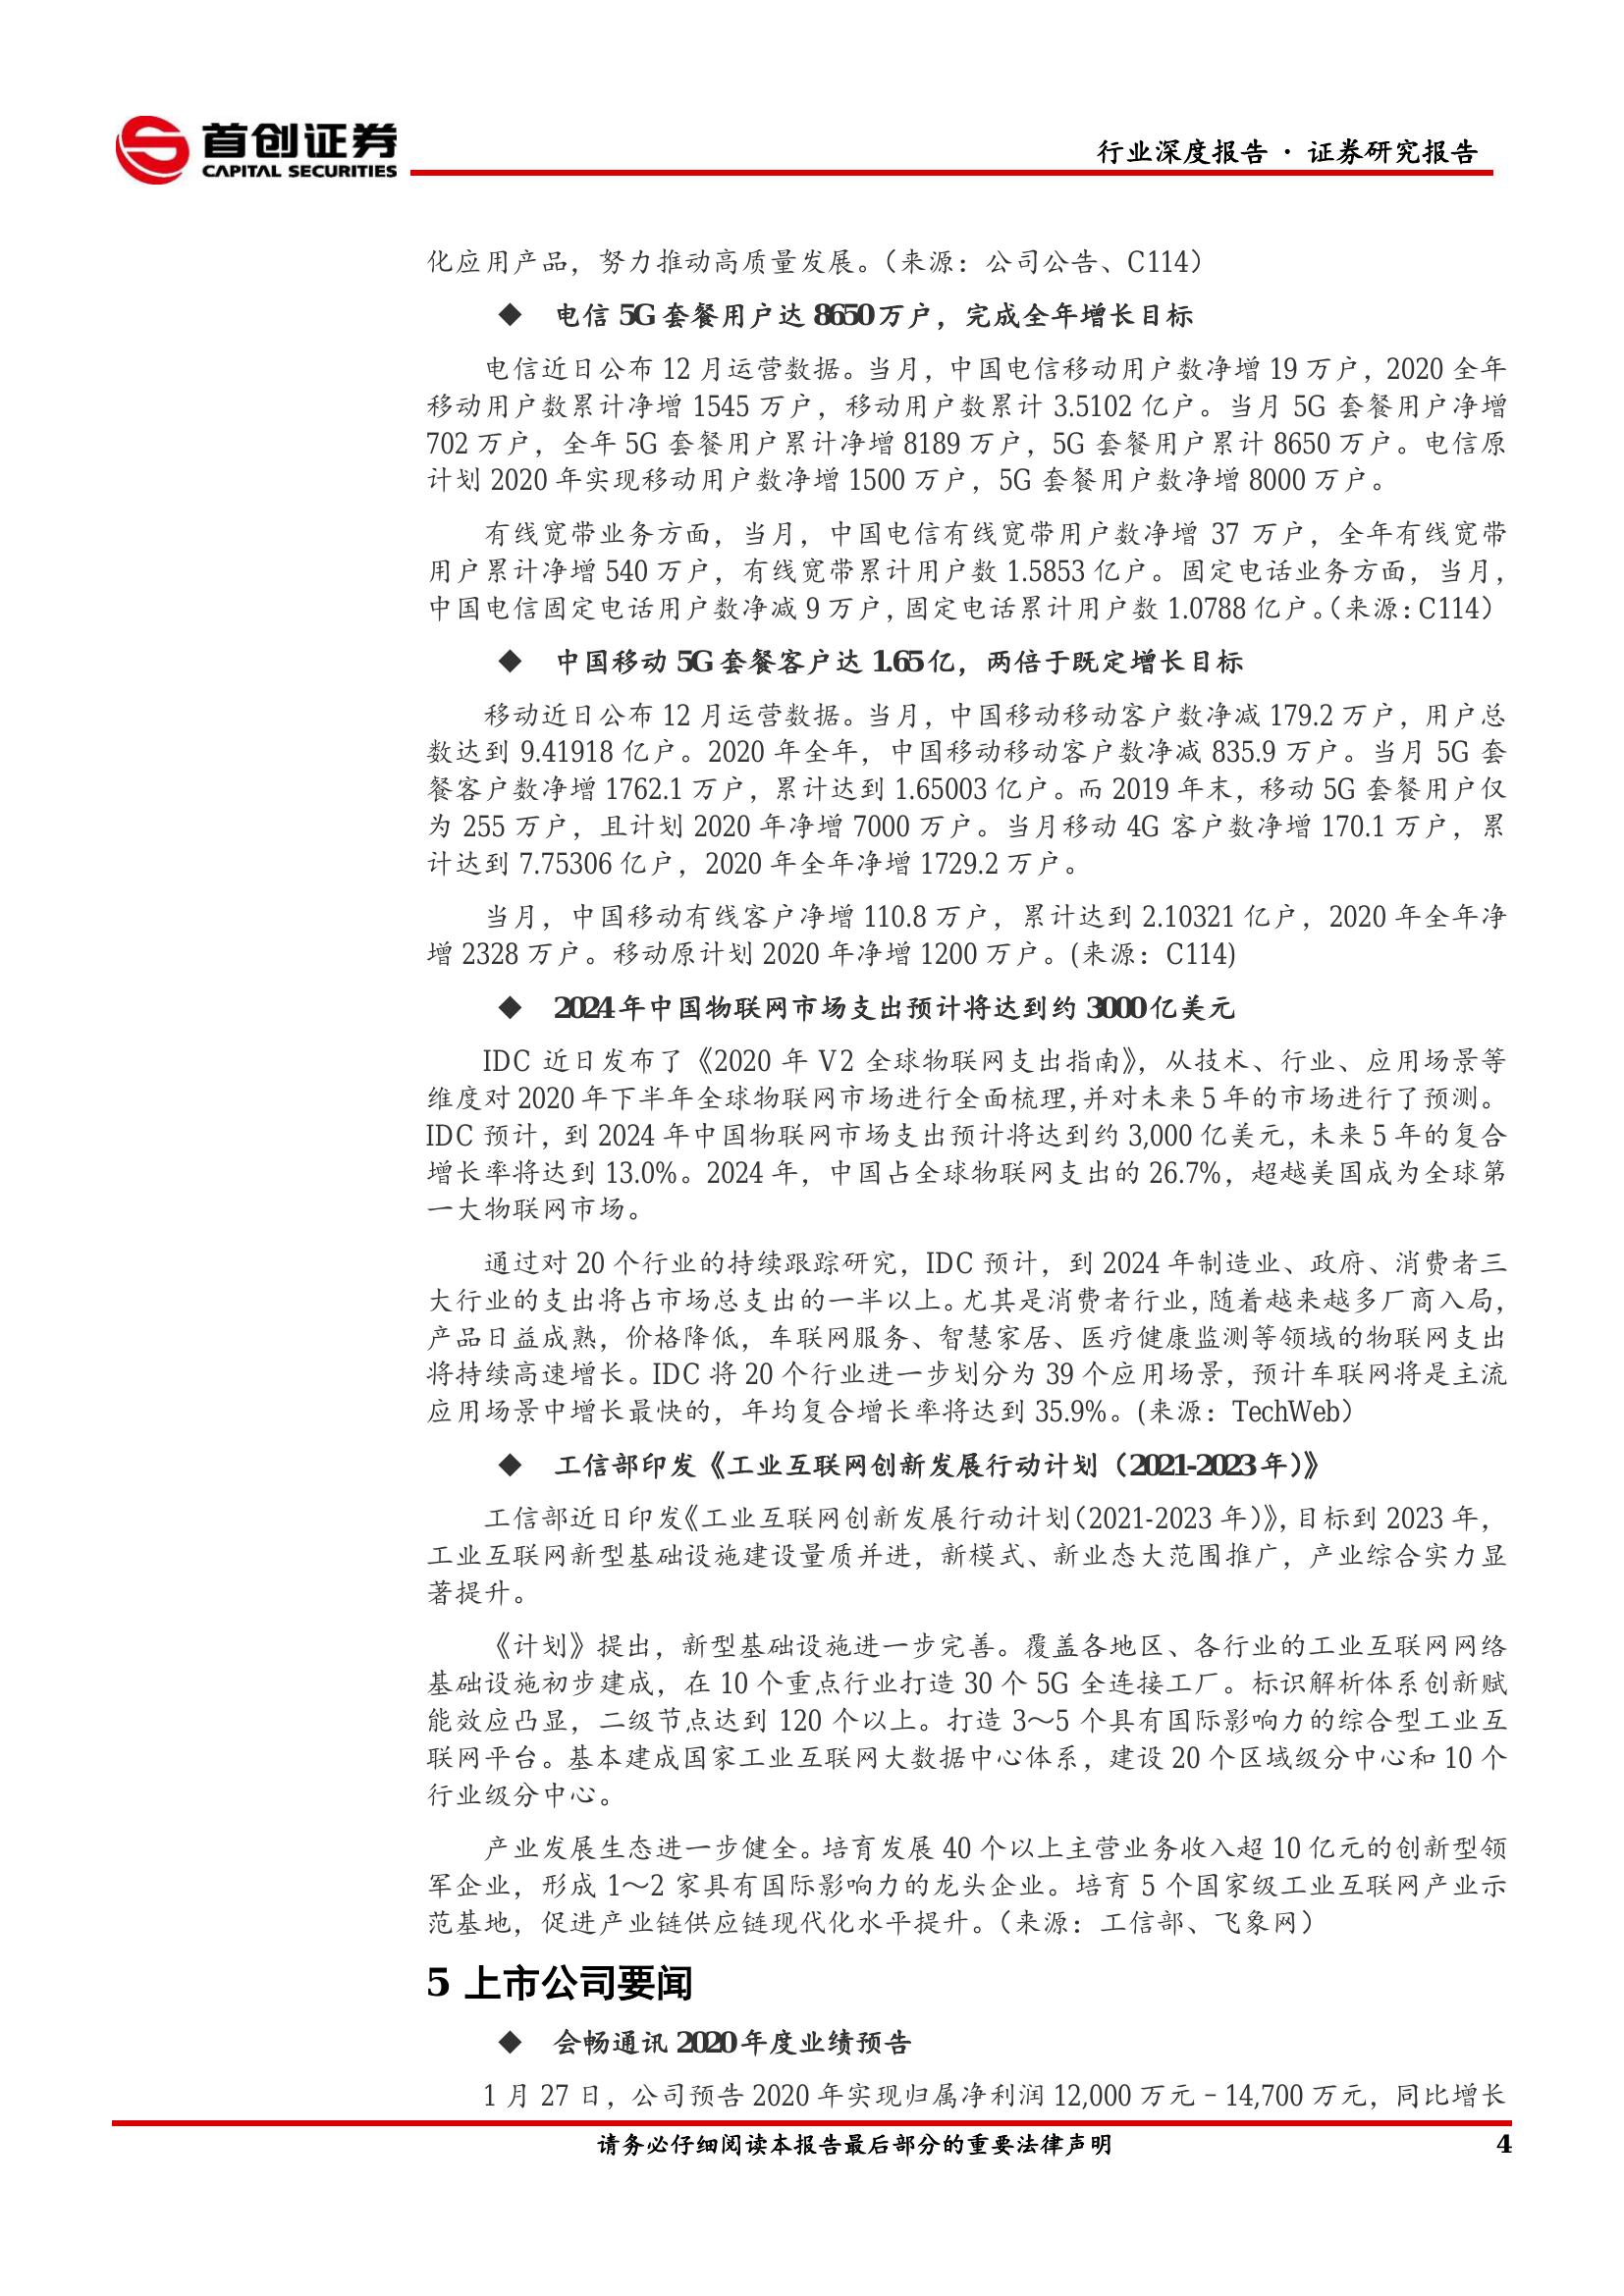 首创证券
CAPITAL SECURITIES
行业深度报告 · 证券研究报告
化应用产品，努力推动高质量发展。（来源：公司公告、C114）
◆ 电信 5G 套餐用户达 8650 万户，完成全年增长目标
电信近日公布 12 月运营数据。当月，中国电信移动用户数净增 19 万户，2020 全年
移动用户数累计净增 1545 万户，移动用户数累计 3.5102 亿户。当月 5G 套餐用户净增
702 万户，全年 5G 套餐用户累计净增 8189 万户，5G 套餐用户累计 8650 万户。电信原
计划 2020 年实现移动用户数净增 1500 万户，5G 套餐用户数净增 8000 万户。
有线宽带业务方面，当月，中国电信有线宽带用户数净增 37 万户，全年有线宽带
用户累计净增 540 万户，有线宽带累计用户数 1.5853 亿户。固定电话业务方面，当月，
中国电信固定电话用户数净减 9 万户，固定电话累计用户数 1.0788 亿户。（来源：C114）
◆ 中国移动 5G 套餐客户达 1.65 亿，两倍于既定增长目标
移动近日公布 12 月运营数据。当月，中国移动移动客户数净减 179.2 万户，用户总
数达到 9.41918 亿户。2020 年全年，中国移动移动客户数净减 835.9 万户。当月 5G 套
餐客户数净增 1762.1 万户，累计达到 1.65003 亿户。而 2019 年末，移动 5G 套餐用户仅
为 255 万户，且计划 2020 年净增 7000 万户。当月移动 4G 客户数净增 170.1 万户，累
计达到 7.75306 亿户，2020 年全年净增 1729.2 万户。
当月，中国移动有线客户净增 110.8 万户，累计达到 2.10321 亿户，2020 年全年净
增 2328 万户。移动原计划 2020 年净增 1200 万户。(来源：C114)
◆ 2024 年中国物联网市场支出预计将达到约 3000 亿美元
IDC 近日发布了《2020 年 V2 全球物联网支出指南》，从技术、行业、应用场景等
维度对 2020 年下半年全球物联网市场进行全面梳理，并对未来 5 年的市场进行了预测。
IDC 预计，到 2024 年中国物联网市场支出预计将达到约 3,000 亿美元，未来 5 年的复合
增长率将达到 13.0%。2024 年，中国占全球物联网支出的 26.7%，超越美国成为全球第
一大物联网市场。
通过对 20 个行业的持续跟踪研究，IDC 预计，到 2024 年制造业、政府、消费者三
大行业的支出将占市场总支出的一半以上。尤其是消费者行业，随着越来越多厂商入局，
产品日益成熟，价格降低，车联网服务、智慧家居、医疗健康监测等领域的物联网支出
将持续高速增长。IDC 将 20 个行业进一步划分为 39 个应用场景，预计车联网将是主流
应用场景中增长最快的，年均复合增长率将达到 35.9%。(来源：TechWeb）
◆ 工信部印发《工业互联网创新发展行动计划（2021-2023 年）》
工信部近日印发《工业互联网创新发展行动计划（2021-2023 年）》，目标到 2023 年，
工业互联网新型基础设施建设量质并进，新模式、新业态大范围推广，产业综合实力显
著提升。
《计划》提出，新型基础设施进一步完善。覆盖各地区、各行业的工业互联网网络
基础设施初步建成，在 10 个重点行业打造 30 个 5G 全连接工厂。标识解析体系创新赋
能效应凸显，二级节点达到 120 个以上。打造 3～5 个具有国际影响力的综合型工业互
联网平台。基本建成国家工业互联网大数据中心体系，建设 20 个区域级分中心和 10 个
行业级分中心。
产业发展生态进一步健全。培育发展 40 个以上主营业务收入超 10 亿元的创新型领
军企业，形成 1～2 家具有国际影响力的龙头企业。培育 5 个国家级工业互联网产业示
范基地，促进产业链供应链现代化水平提升。（来源：工信部、飞象网）
5 上市公司要闻
◆ 会畅通讯 2020 年度业绩预告
1 月 27 日，公司预告 2020 年实现归属净利润 12,000 万元－14,700 万元，同比增长
请务必仔细阅读本报告最后部分的重要法律声明
4